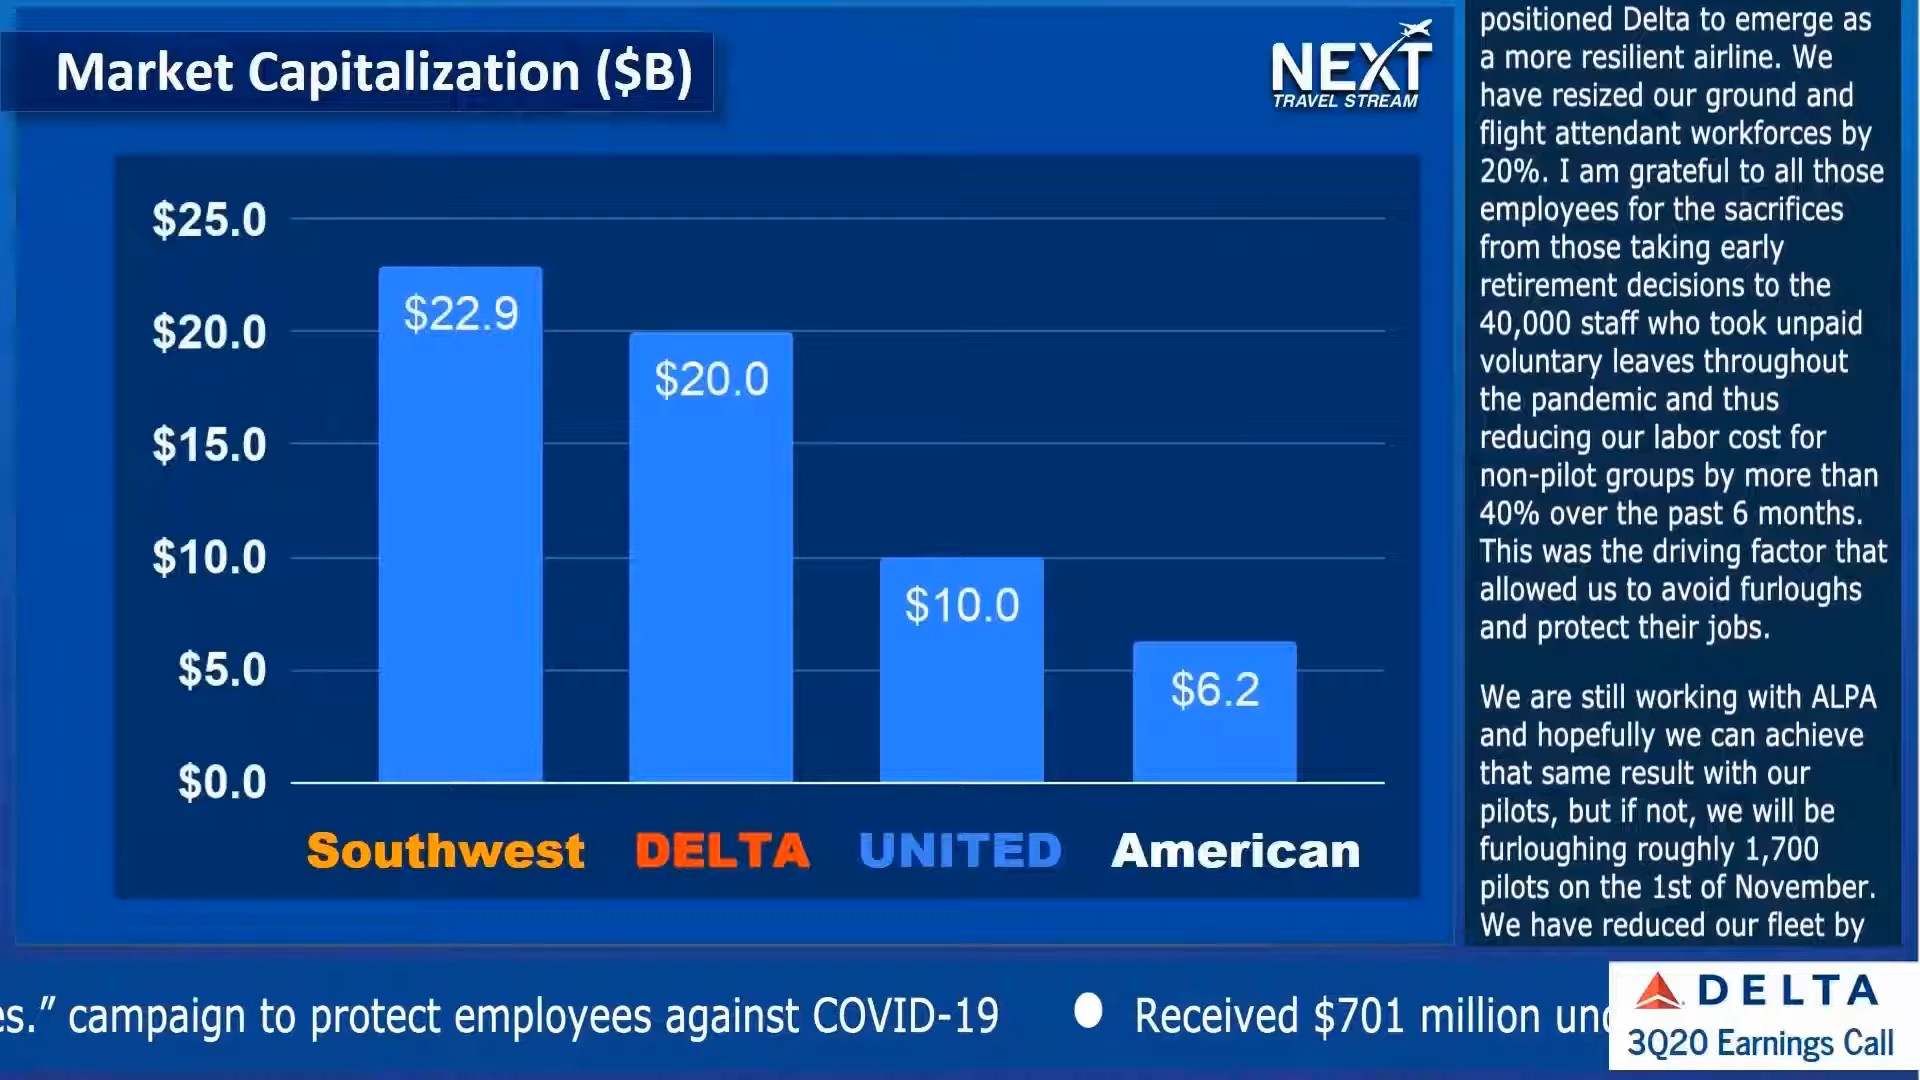 Market Capitalization ($B)
NEXT
TRAVEL STREAM
$25.0
$20.0
$15.0
$10.0
$5.0
$0.0
$22.9
$20.0
$10.0
$6.2
Southwest
DELTA
UNITED
American
positioned Delta to emerge as
a more resilient airline. We
have resized our ground and
flight attendant workforces by
20%. I am grateful to all those
employees for the sacrifices
from those taking early
retirement decisions to the
40,000 staff who took unpaid
voluntary leaves throughout
the pandemic and thus
reducing our labor cost for
non-pilot groups by more than
40% over the past 6 months.
This was the driving factor that
allowed us to avoid furloughs
and protect their jobs.
We are still working with ALPA
and hopefully we can achieve
that same result with our
pilots, but if not, we will be
furloughing roughly 1,700
pilots on the 1st of November.
We have reduced our fleet by
es.” campaign to protect employees against COVID-19 ● Received $701 million
DELTA
3Q20 Earnings Call